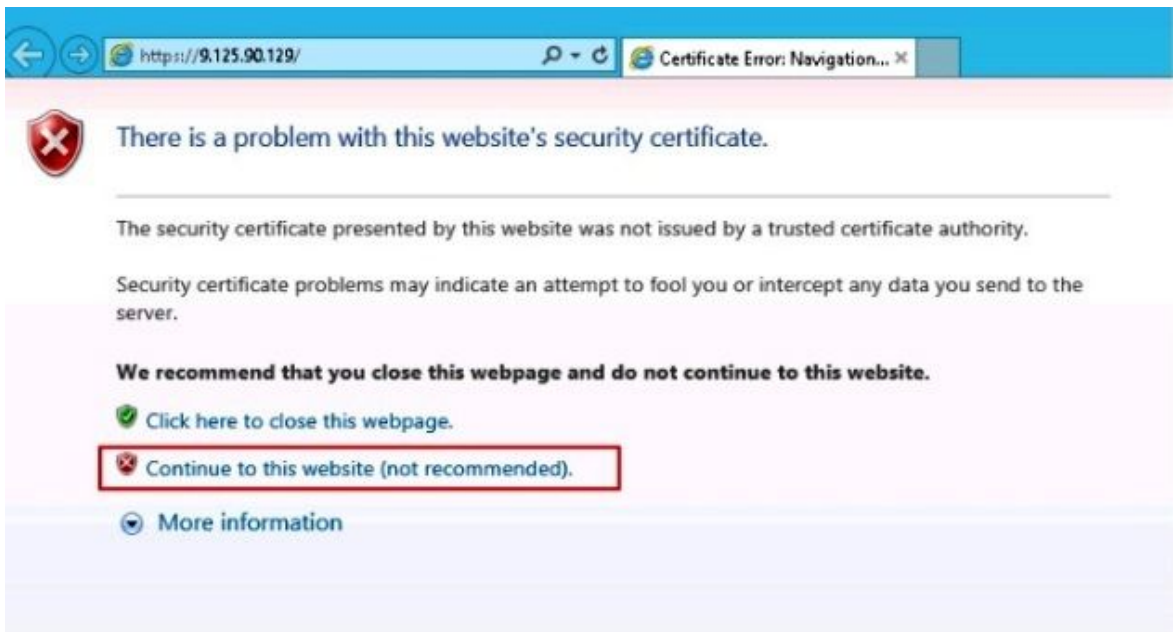 https://9.125.90.129/
Certificate Error: Navigation...
There is a problem with this website's security certificate.
The security certificate presented by this website was not issued by a trusted certificate authority.
Security certificate problems may indicate an attempt to fool you or intercept any data you send to the
server.
We recommend that you close this webpage and do not continue to this website.
Click here to close this webpage.
Continue to this website (not recommended).
More information